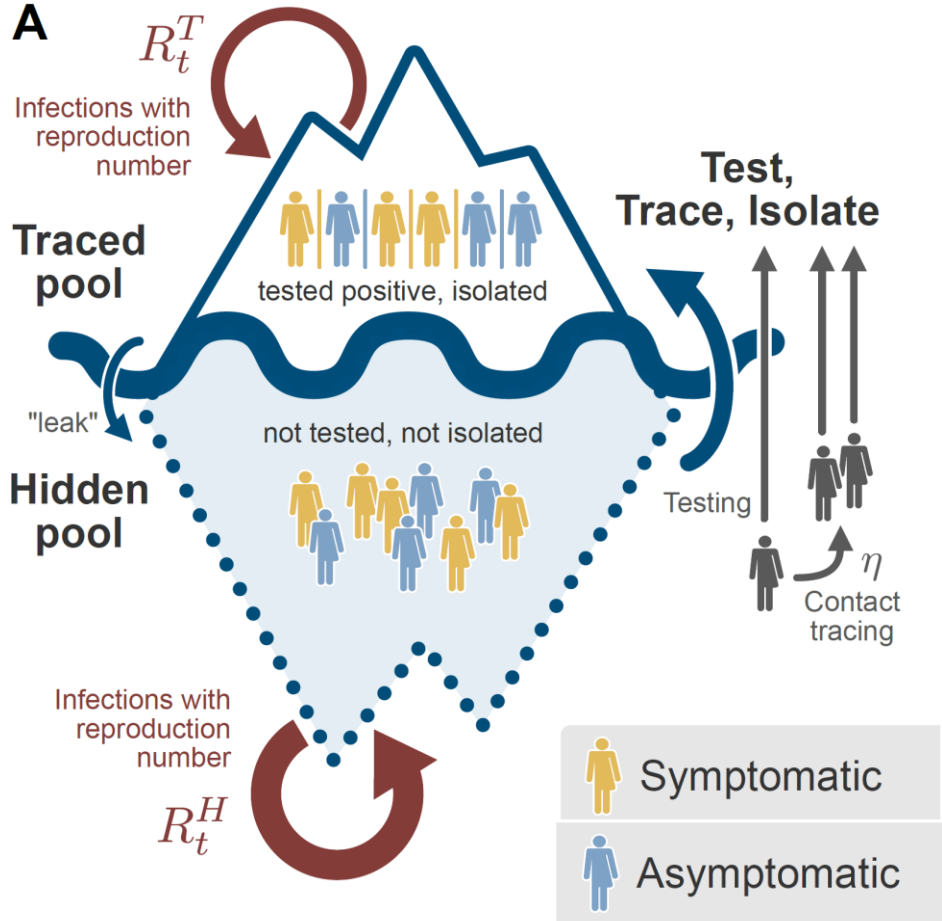 A
R_t^T
Infections with
reproduction
number
Test,
Trace, Isolate
Traced
pool
tested positive, isolated
"leak"
not tested, not isolated
Hidden
pool
Testing
η
Contact
tracing
Infections with
reproduction
number
R_t^H
Symptomatic
Asymptomatic